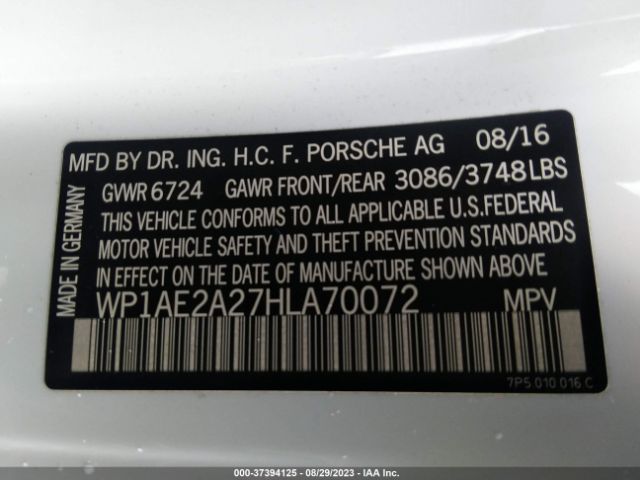 MFD BY DR. ING. H.C. F. PORSCHE AG 08/16
GVWR 6724 GAWR FRONT/REAR 3086/3748LBS
THIS VEHICLE CONFORMS TO ALL APPLICABLE U.S.FEDERAL
MOTOR VEHICLE SAFETY AND THEFT PREVENTION STANDARDS
IN EFFECT ON THE DATE OF MANUFACTURE SHOWN ABOVE.
WP1AE2A27HLA70072 MPV
MADE IN GERMANY
7P5.010.016.C
000-37394125 - 08/29/2023 - IAA Inc.